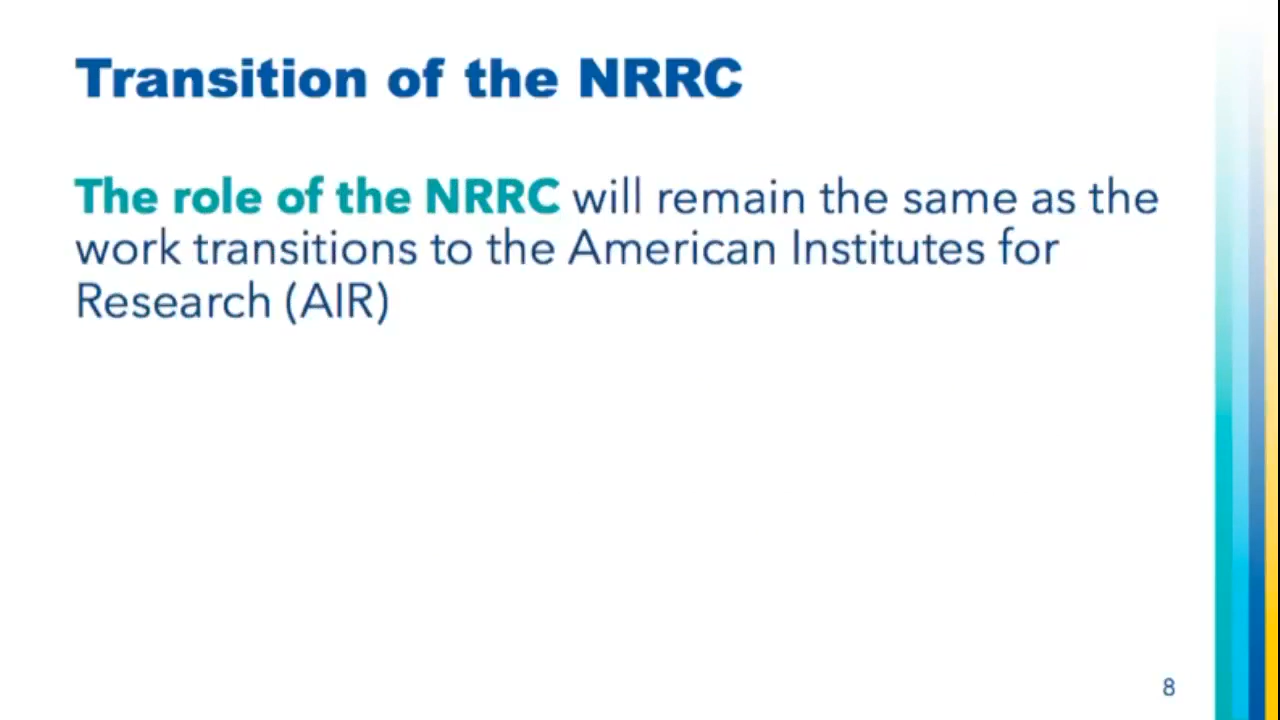 Transition of the NRRC
The role of the NRRC will remain the same as the
work transitions to the American Institutes for
Research (AIR)
8